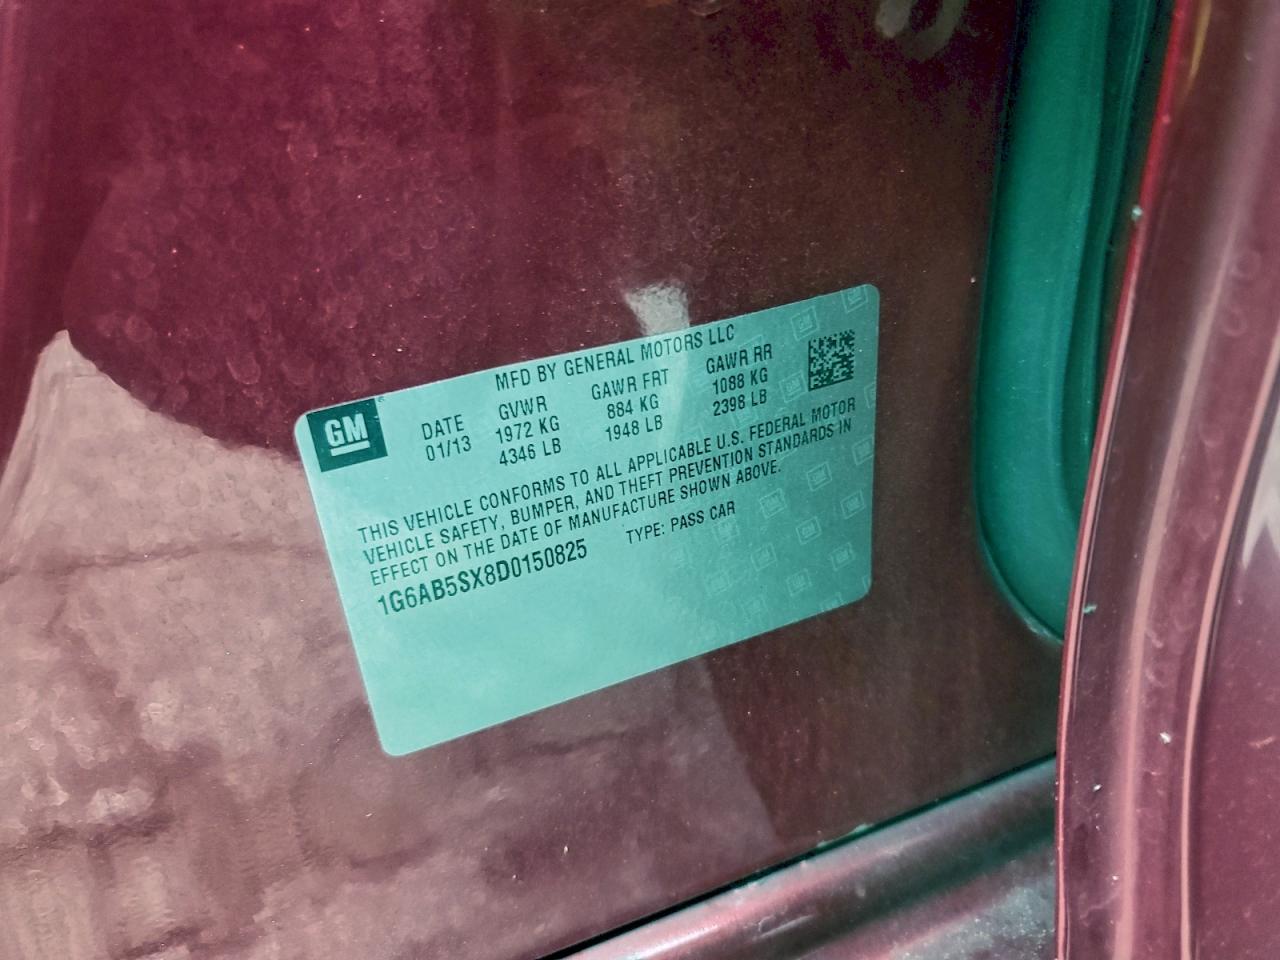 MFD BY GENERAL MOTORS LLC
GM DATE GVWR GAWR FRT GAWR RR
01/13 1972 KG 884 KG 1088 KG
4346 LB 1948 LB 2398 LB
THIS VEHICLE CONFORMS TO ALL APPLICABLE U.S. FEDERAL MOTOR
VEHICLE SAFETY, BUMPER, AND THEFT PREVENTION STANDARDS IN
EFFECT ON THE DATE OF MANUFACTURE SHOWN ABOVE.
1G6AB5SX8D0150825 TYPE: PASS CAR